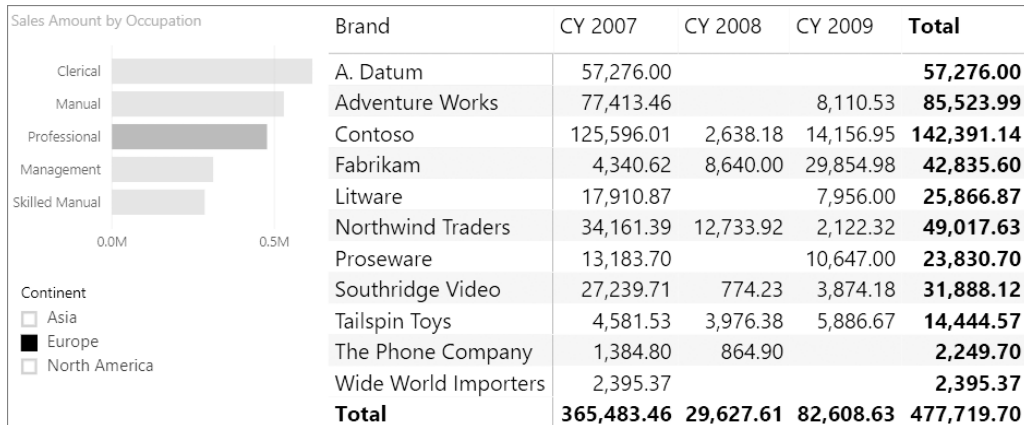 Sales Amount by Occupation
Clerical
Manual
Professional
Management
Skilled Manual
0.0M 0.5M
Continent
Asia
Europe
North America
Brand CY 2007 CY 2008 CY 2009 Total
A. Datum 57,276.00 57,276.00
Adventure Works 77,413.46 8,110.53 85,523.99
Contoso 125,596.01 2,638.18 14,156.95 142,391.14
Fabrikam 4,340.62 8,640.00 29,854.98 42,835.60
Litware 17,910.87 7,956.00 25,866.87
Northwind Traders 34,161.39 12,733.92 2,122.32 49,017.63
Proseware 13,183.70 10,647.00 23,830.70
Southridge Video 27,239.71 774.23 3,874.18 31,888.12
Tailspin Toys 4,581.53 3,976.38 5,886.67 14,444.57
The Phone Company 1,384.80 864.90 2,249.70
Wide World Importers 2,395.37 2,395.37
Total 365,483.46 29,627.61 82,608.63 477,719.70